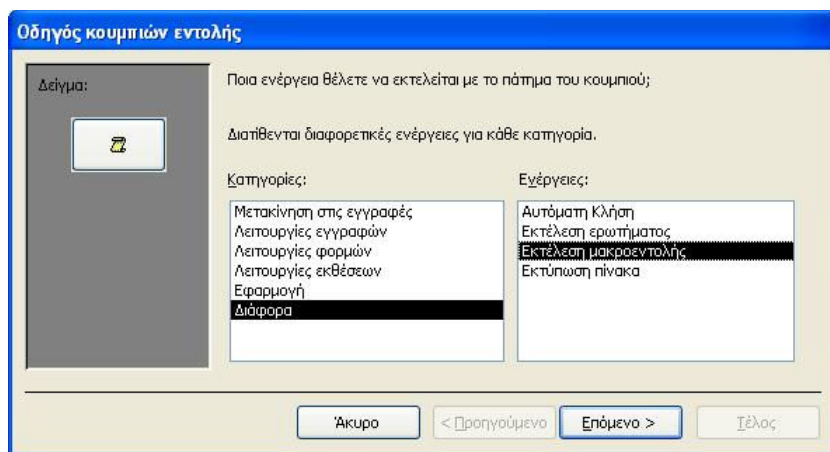 Οδηγός κουμπιών εντολής
Δείγμα:
Ποια ενέργεια θέλετε να εκτελείται με το πάτημα του κουμπιού;
Διατίθενται διαφορετικές ενέργειες για κάθε κατηγορία.
Κατηγορίες:
Μετακίνηση στις εγγραφές
Λειτουργίες εγγραφών
Λειτουργίες φορμών
Λειτουργίες εκθέσεων
Εφαρμογή
Διάφορα
Ενέργειες:
Αυτόματη Κλήση
Εκτέλεση ερωτήματος
Εκτέλεση μακροεντολής
Εκτύπωση πίνακα
Άκυρο
< Προηγούμενο
Επόμενο >
Τέλος